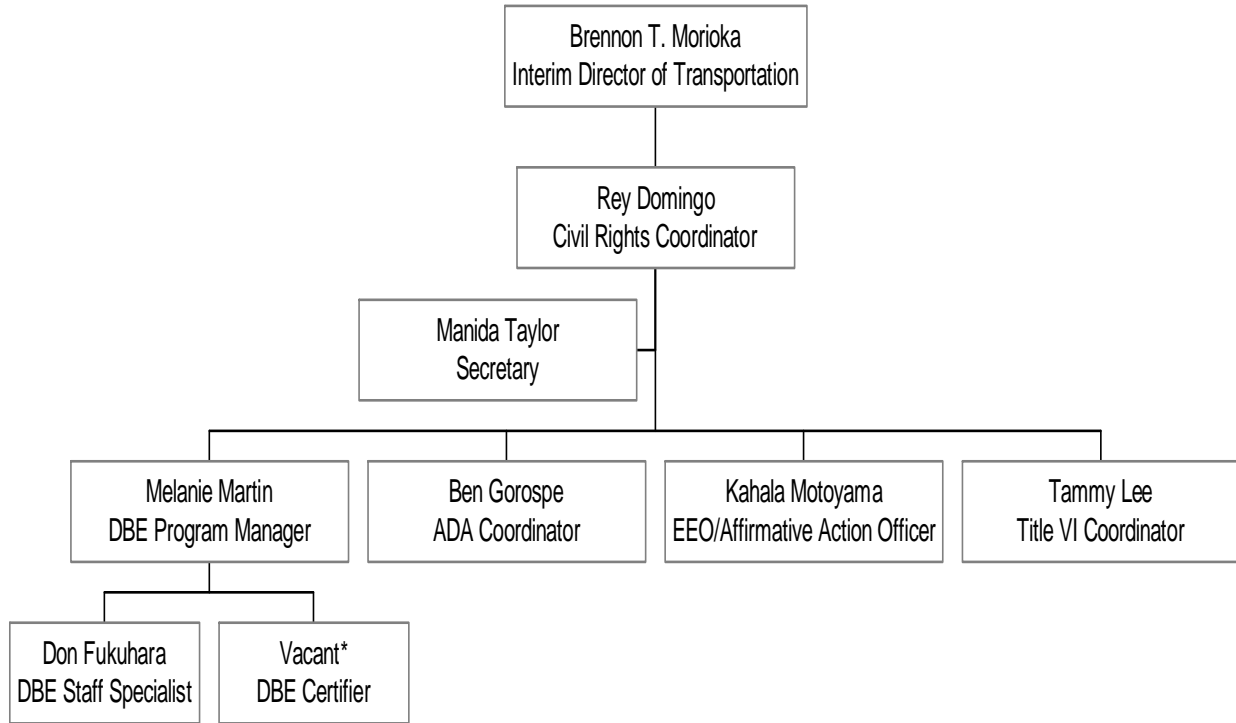 Brennon T. Morioka
Interim Director of Transportation
Rey Domingo
Civil Rights Coordinator
Manida Taylor
Secretary
Melanie Martin
DBE Program Manager
Ben Gorospe
ADA Coordinator
Kahala Motoyama
EEO/Affirmative Action Officer
Tammy Lee
Title VI Coordinator
Don Fukuhara
DBE Staff Specialist
Vacant*
DBE Certifier